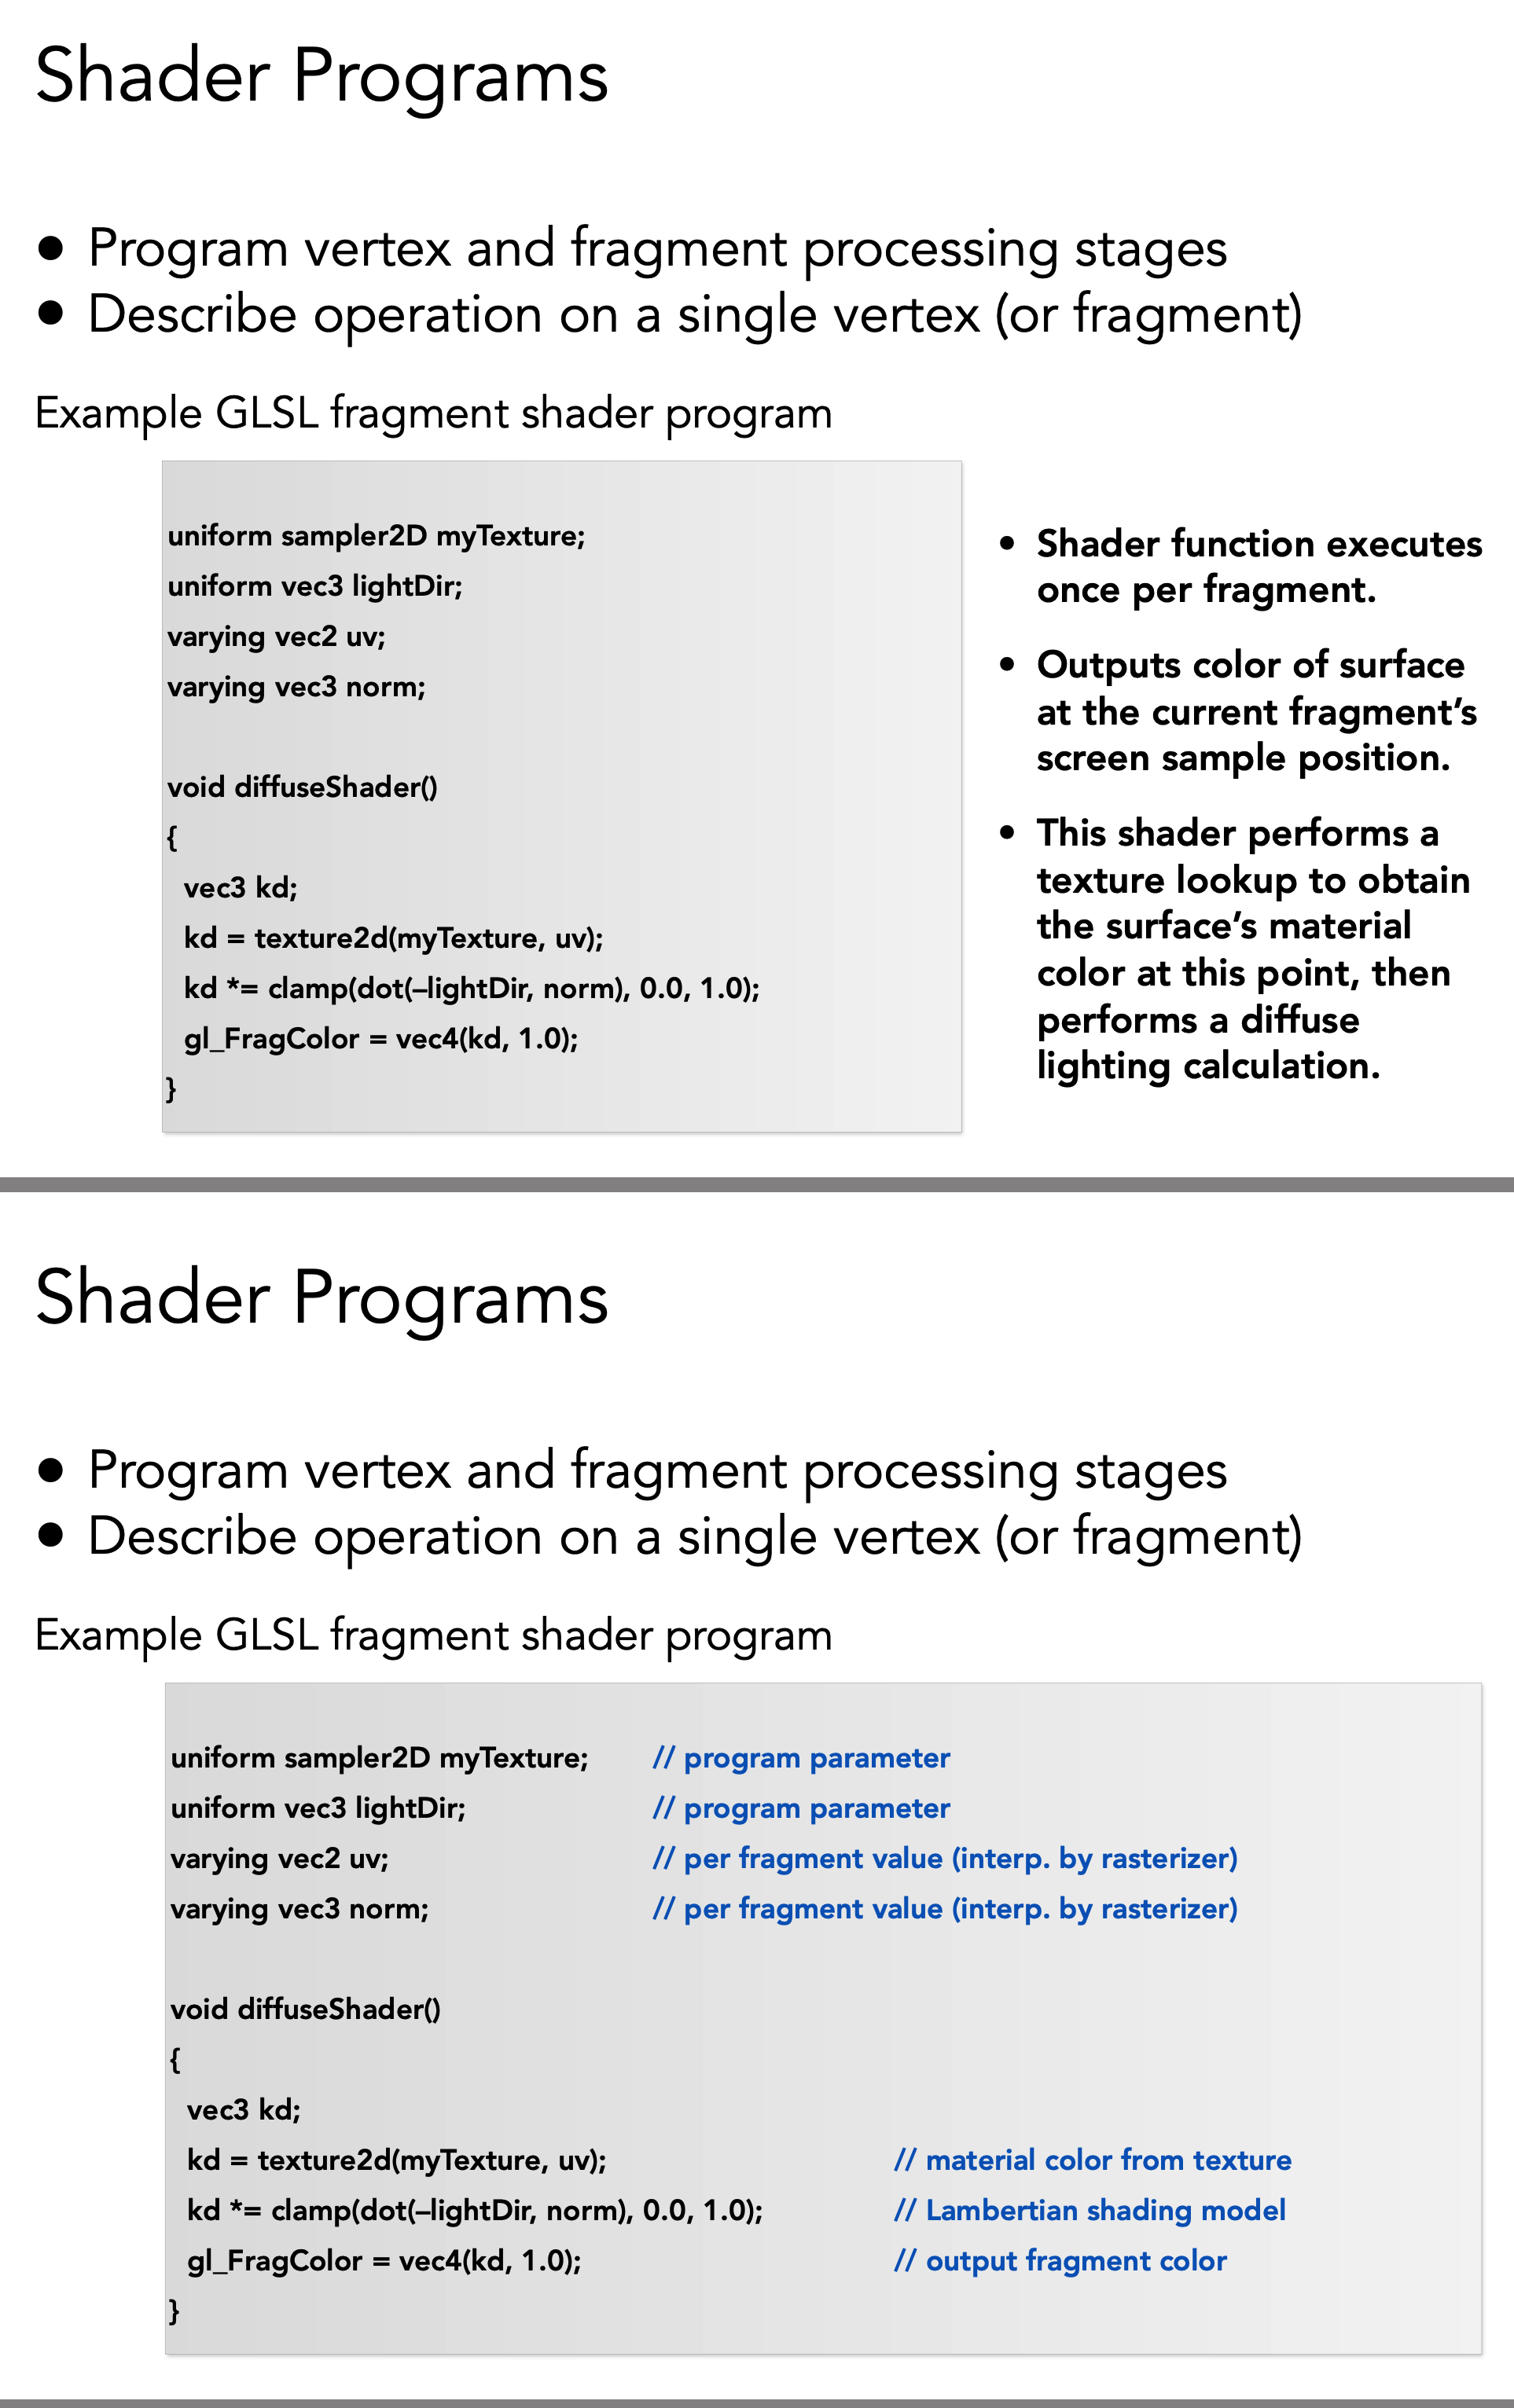 Shader Programs
• Program vertex and fragment processing stages
• Describe operation on a single vertex (or fragment)
Example GLSL fragment shader program
uniform sampler2D myTexture;
uniform vec3 lightDir;
varying vec2 uv;
varying vec3 norm;
void diffuseShader()
{
vec3 kd;
kd = texture2d(myTexture, uv);
kd *= clamp(dot(–lightDir, norm), 0.0, 1.0);
gl_FragColor = vec4(kd, 1.0);
}
• Shader function executes
once per fragment.
• Outputs color of surface
at the current fragment’s
screen sample position.
• This shader performs a
texture lookup to obtain
the surface’s material
color at this point, then
performs a diffuse
lighting calculation.
Shader Programs
• Program vertex and fragment processing stages
• Describe operation on a single vertex (or fragment)
Example GLSL fragment shader program
uniform sampler2D myTexture; // program parameter
uniform vec3 lightDir; // program parameter
varying vec2 uv; // per fragment value (interp. by rasterizer)
varying vec3 norm; // per fragment value (interp. by rasterizer)
void diffuseShader()
{
vec3 kd;
kd = texture2d(myTexture, uv); // material color from texture
kd *= clamp(dot(–lightDir, norm), 0.0, 1.0); // Lambertian shading model
gl_FragColor = vec4(kd, 1.0); // output fragment color
}